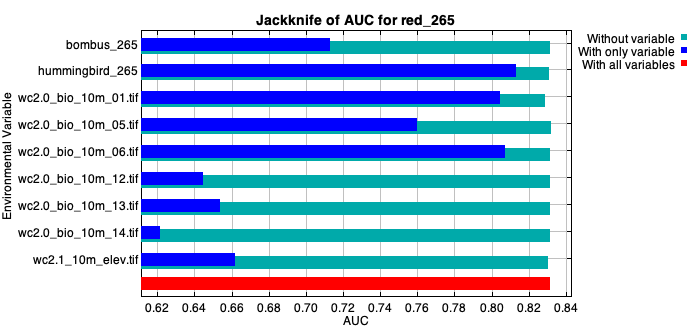 Jackknife of AUC for red_265
Without variable
With only variable
With all variables
Environmental Variable
bombus_265
hummingbird_265
wc2.0_bio_10m_01.tif
wc2.0_bio_10m_05.tif
wc2.0_bio_10m_06.tif
wc2.0_bio_10m_12.tif
wc2.0_bio_10m_13.tif
wc2.0_bio_10m_14.tif
wc2.1_10m_elev.tif
0.62 0.64 0.66 0.68 0.70 0.72 0.74 0.76 0.78 0.80 0.82 0.84
AUC